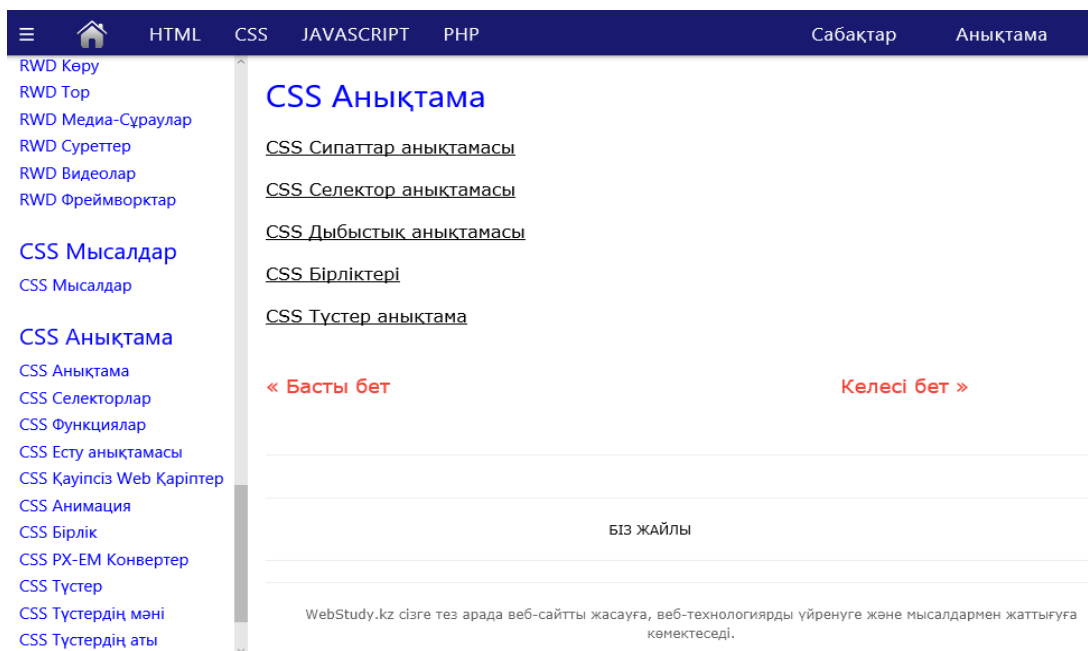 ☰ HTML CSS JAVASCRIPT PHP Сабақтар Анықтама
RWD Көру
RWD Тор
RWD Медиа-Сұраулар
RWD Суреттер
RWD Видеолар
RWD Фреймворктар
CSS Мысалдар
CSS Мысалдар
CSS Анықтама
CSS Анықтама
CSS Селекторлар
CSS Функциялар
CSS Есту анықтамасы
CSS Қауіпсіз Web Қаріптер
CSS Анимация
CSS Бірлік
CSS PX-EM Конвертер
CSS Түстер
CSS Түстердің мәні
CSS Түстердің аты
CSS Анықтама
CSS Сипаттар анықтамасы
CSS Селектор анықтамасы
CSS Дыбыстық анықтамасы
CSS Бірліктері
CSS Түстер анықтама
« Басты бет Келесі бет »
БІЗ ЖАЙЛЫ
WebStudy.kz сізге тез арада веб-сайтты жасауға, веб-технологиярды үйренуге және мысалдармен жаттығуға
көмектеседі.